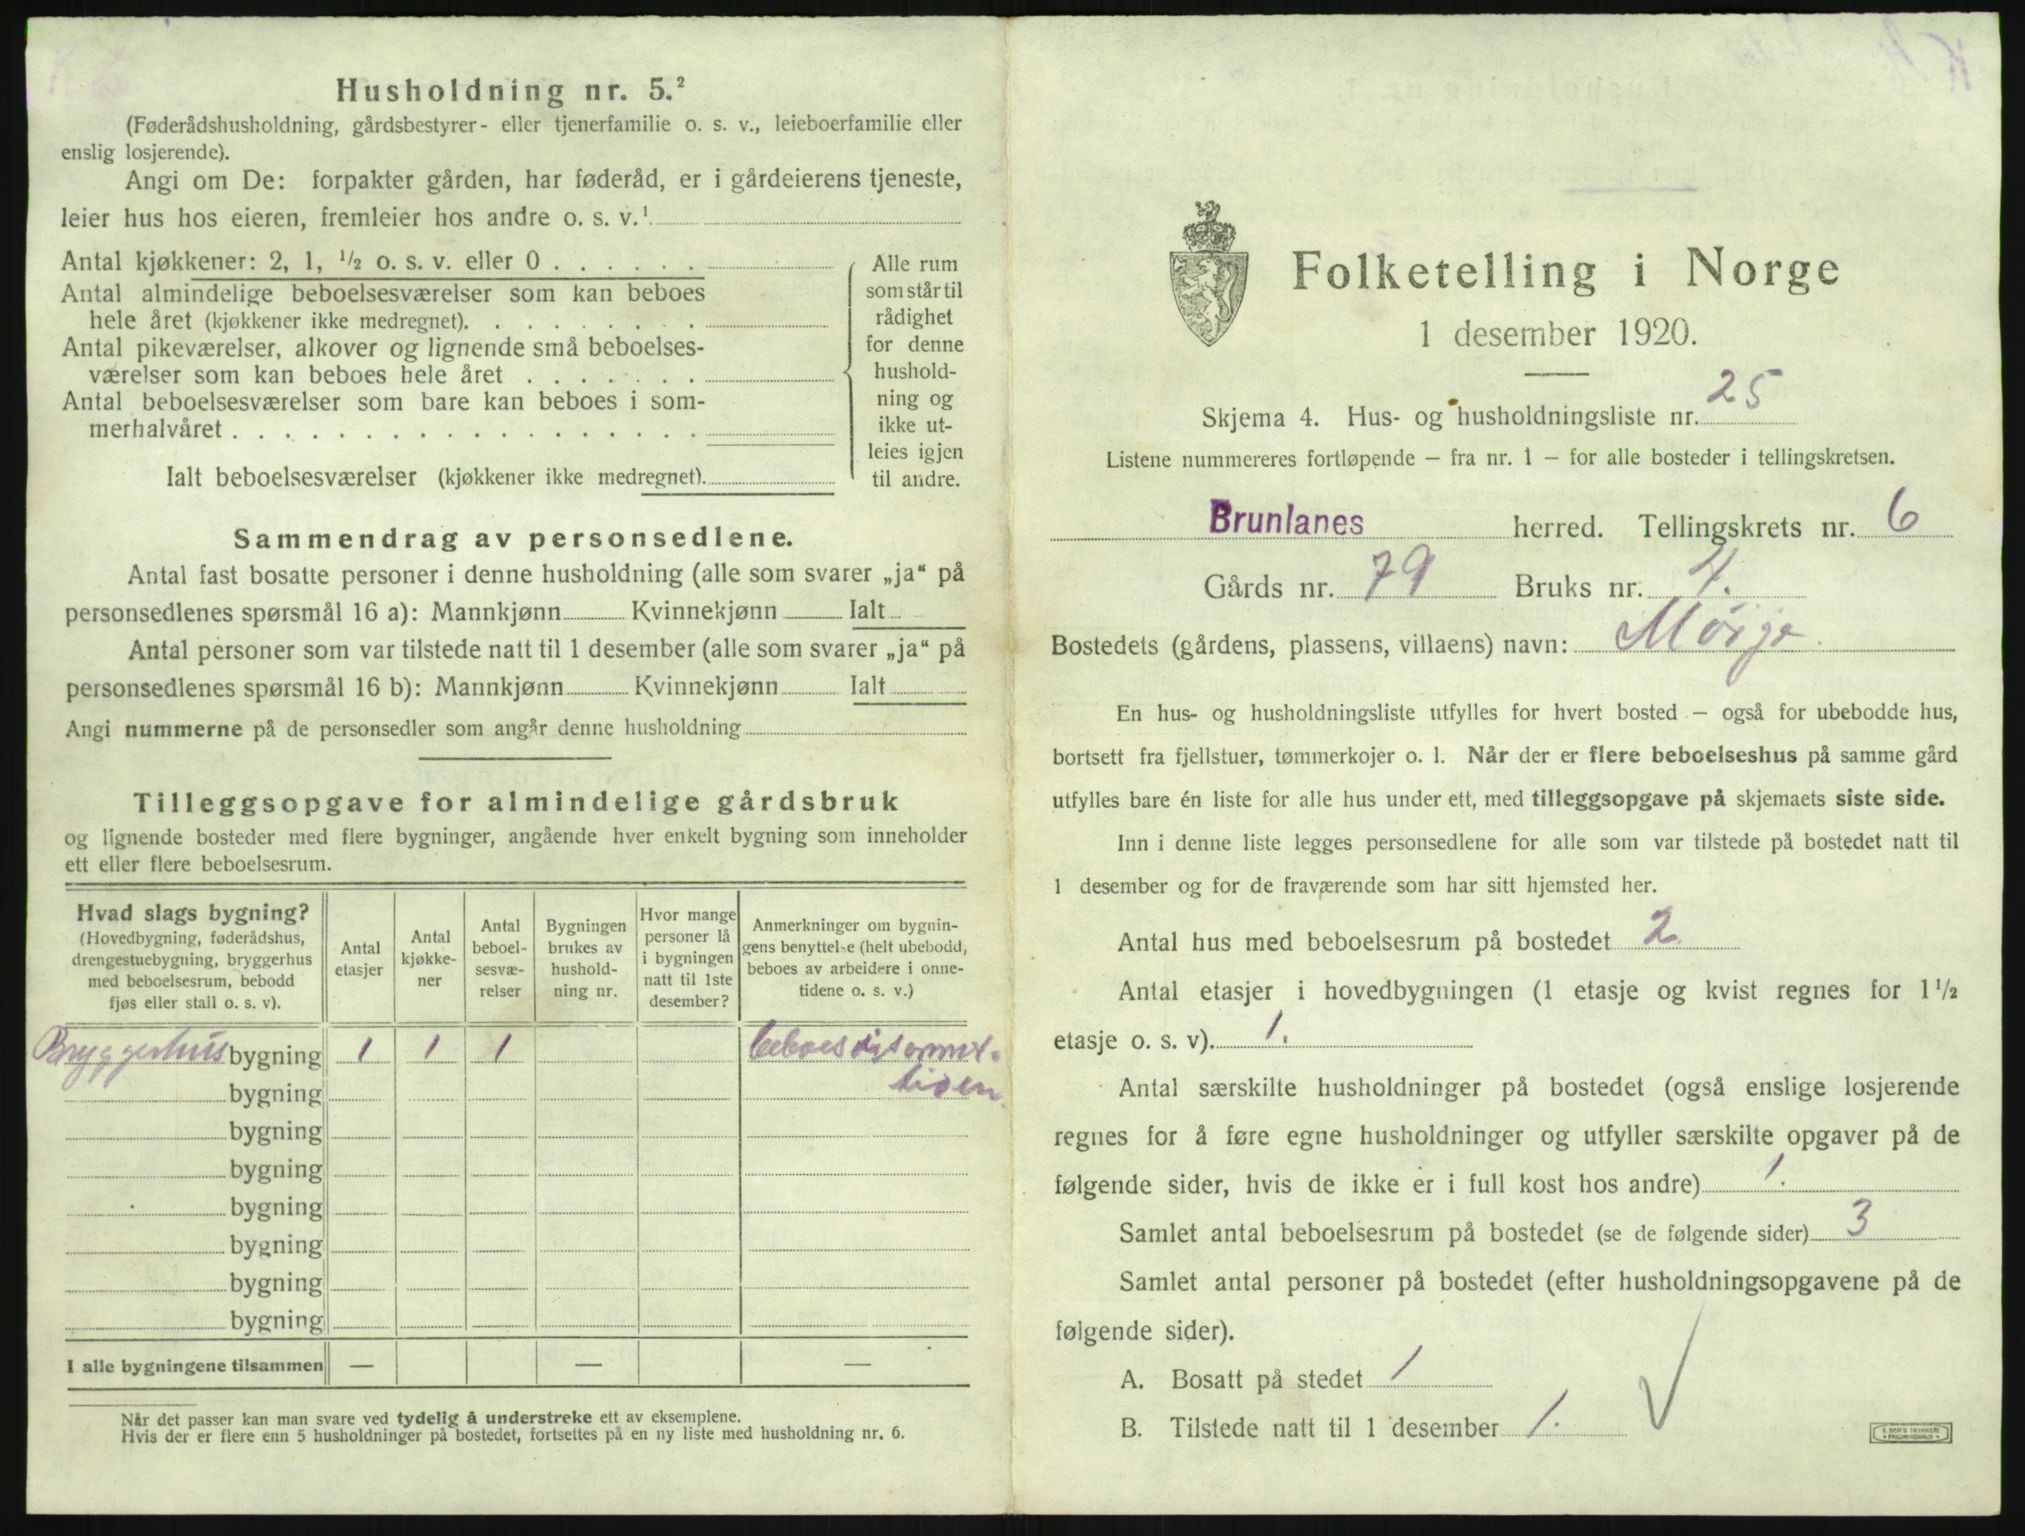 Husholdning nr. 5.²
(Føderådshusholdning, gårdsbestyrer- eller tjenerfamilie o. s. v., leieboerfamilie eller
enslig losjerende).
Angi om De: forpakter gården, har føderåd, er i gårdeierens tjeneste,
leier hus hos eieren, fremleier hos andre o. s. v.¹
Antal kjøkkener: 2, 1, ½ o. s. v. eller 0 . . . . . .
Antal almindelige beboelsesværelser som kan beboes
hele året (kjøkkener ikke medregnet). . . . . . . . .
Antal pikeværelser, alkover og lignende små beboelses-
værelser som kan beboes hele året . . . . . . .
Antal beboelsesværelser som bare kan beboes i som-
merhalvåret . . . . . . . . . . . . . . . . . .
Ialt beboelsesværelser (kjøkkener ikke medregnet).
Alle rum
som står til
rådighet
for denne
hushold-
ning og
ikke ut-
leies igjen
til andre.
Sammendrag av personsedlene.
Antal fast bosatte personer i denne husholdning (alle som svarer „ja“ på
personsedlenes spørsmål 16 a): Mannkjønn Kvinnekjønn Ialt
Antal personer som var tilstede natt til 1 desember (alle som svarer „ja“ på
personsedlenes spørsmål 16 b): Mannkjønn Kvinnekjønn Ialt
Angi nummerne på de personsedler som angår denne husholdning
Tilleggsopgave for almindelige gårdsbruk
og lignende bosteder med flere bygninger, angående hver enkelt bygning som inneholder
ett eller flere beboelsesrum.
Hvad slags bygning?
(Hovedbygning, føderådshus,
drengestuebygning, bryggerhus
med beboelsesrum, bebodd
fjøs eller stall o. s. v).
Antal
etasjer
Antal
kjøkke-
ner
Antal
beboel-
sesvæ-
relser
Bygningen
brukes av
hushold-
ning nr.
Hvor mange
personer lå
i bygningen
natt til 1ste
desember?
Anmerkninger om bygnin-
gens benyttelse (helt ubebodd,
beboes av arbeidere i onne-
tidene o. s. v.)
Bryggerhus bygning 1 1 1 beboes
bygning tiden
bygning
bygning
bygning
bygning
bygning
bygning
I alle bygningene tilsammen — — —
Når det passer kan man svare ved tydelig å understreke ett av eksemplene.
Hvis der er flere enn 5 husholdninger på bostedet, fortsettes på en ny liste med husholdning nr. 6.
Folketelling i Norge
1 desember 1920.
Skjema 4. Hus- og husholdningsliste nr. 25
Listene nummereres fortløpende – fra nr. 1 – for alle bosteder i tellingskretsen.
Brunlanes herred. Tellingskrets nr. 6
Gårds nr. 79 Bruks nr. 4.
Bostedets (gårdens, plassens, villaens) navn: Mørje.
En hus- og husholdningsliste utfylles for hvert bosted – også for ubebodde hus,
bortsett fra fjellstuer, tømmerkojer o. l. Når der er flere beboelseshus på samme gård
utfylles bare én liste for alle hus under ett, med tilleggsopgave på skjemaets siste side.
Inn i denne liste legges personsedlene for alle som var tilstede på bostedet natt til
1 desember og for de fraværende som har sitt hjemsted her.
Antal hus med beboelsesrum på bostedet 2
Antal etasjer i hovedbygningen (1 etasje og kvist regnes for 1½
etasje o. s. v). 1.
Antal særskilte husholdninger på bostedet (også enslige losjerende
regnes for å føre egne husholdninger og utfyller særskilte opgaver på de
følgende sider, hvis de ikke er i full kost hos andre) 1.
Samlet antal beboelsesrum på bostedet (se de følgende sider) 3
Samlet antal personer på bostedet (efter husholdningsopgavene på de
følgende sider).
A. Bosatt på stedet 1
B. Tilstede natt til 1 desember 1.